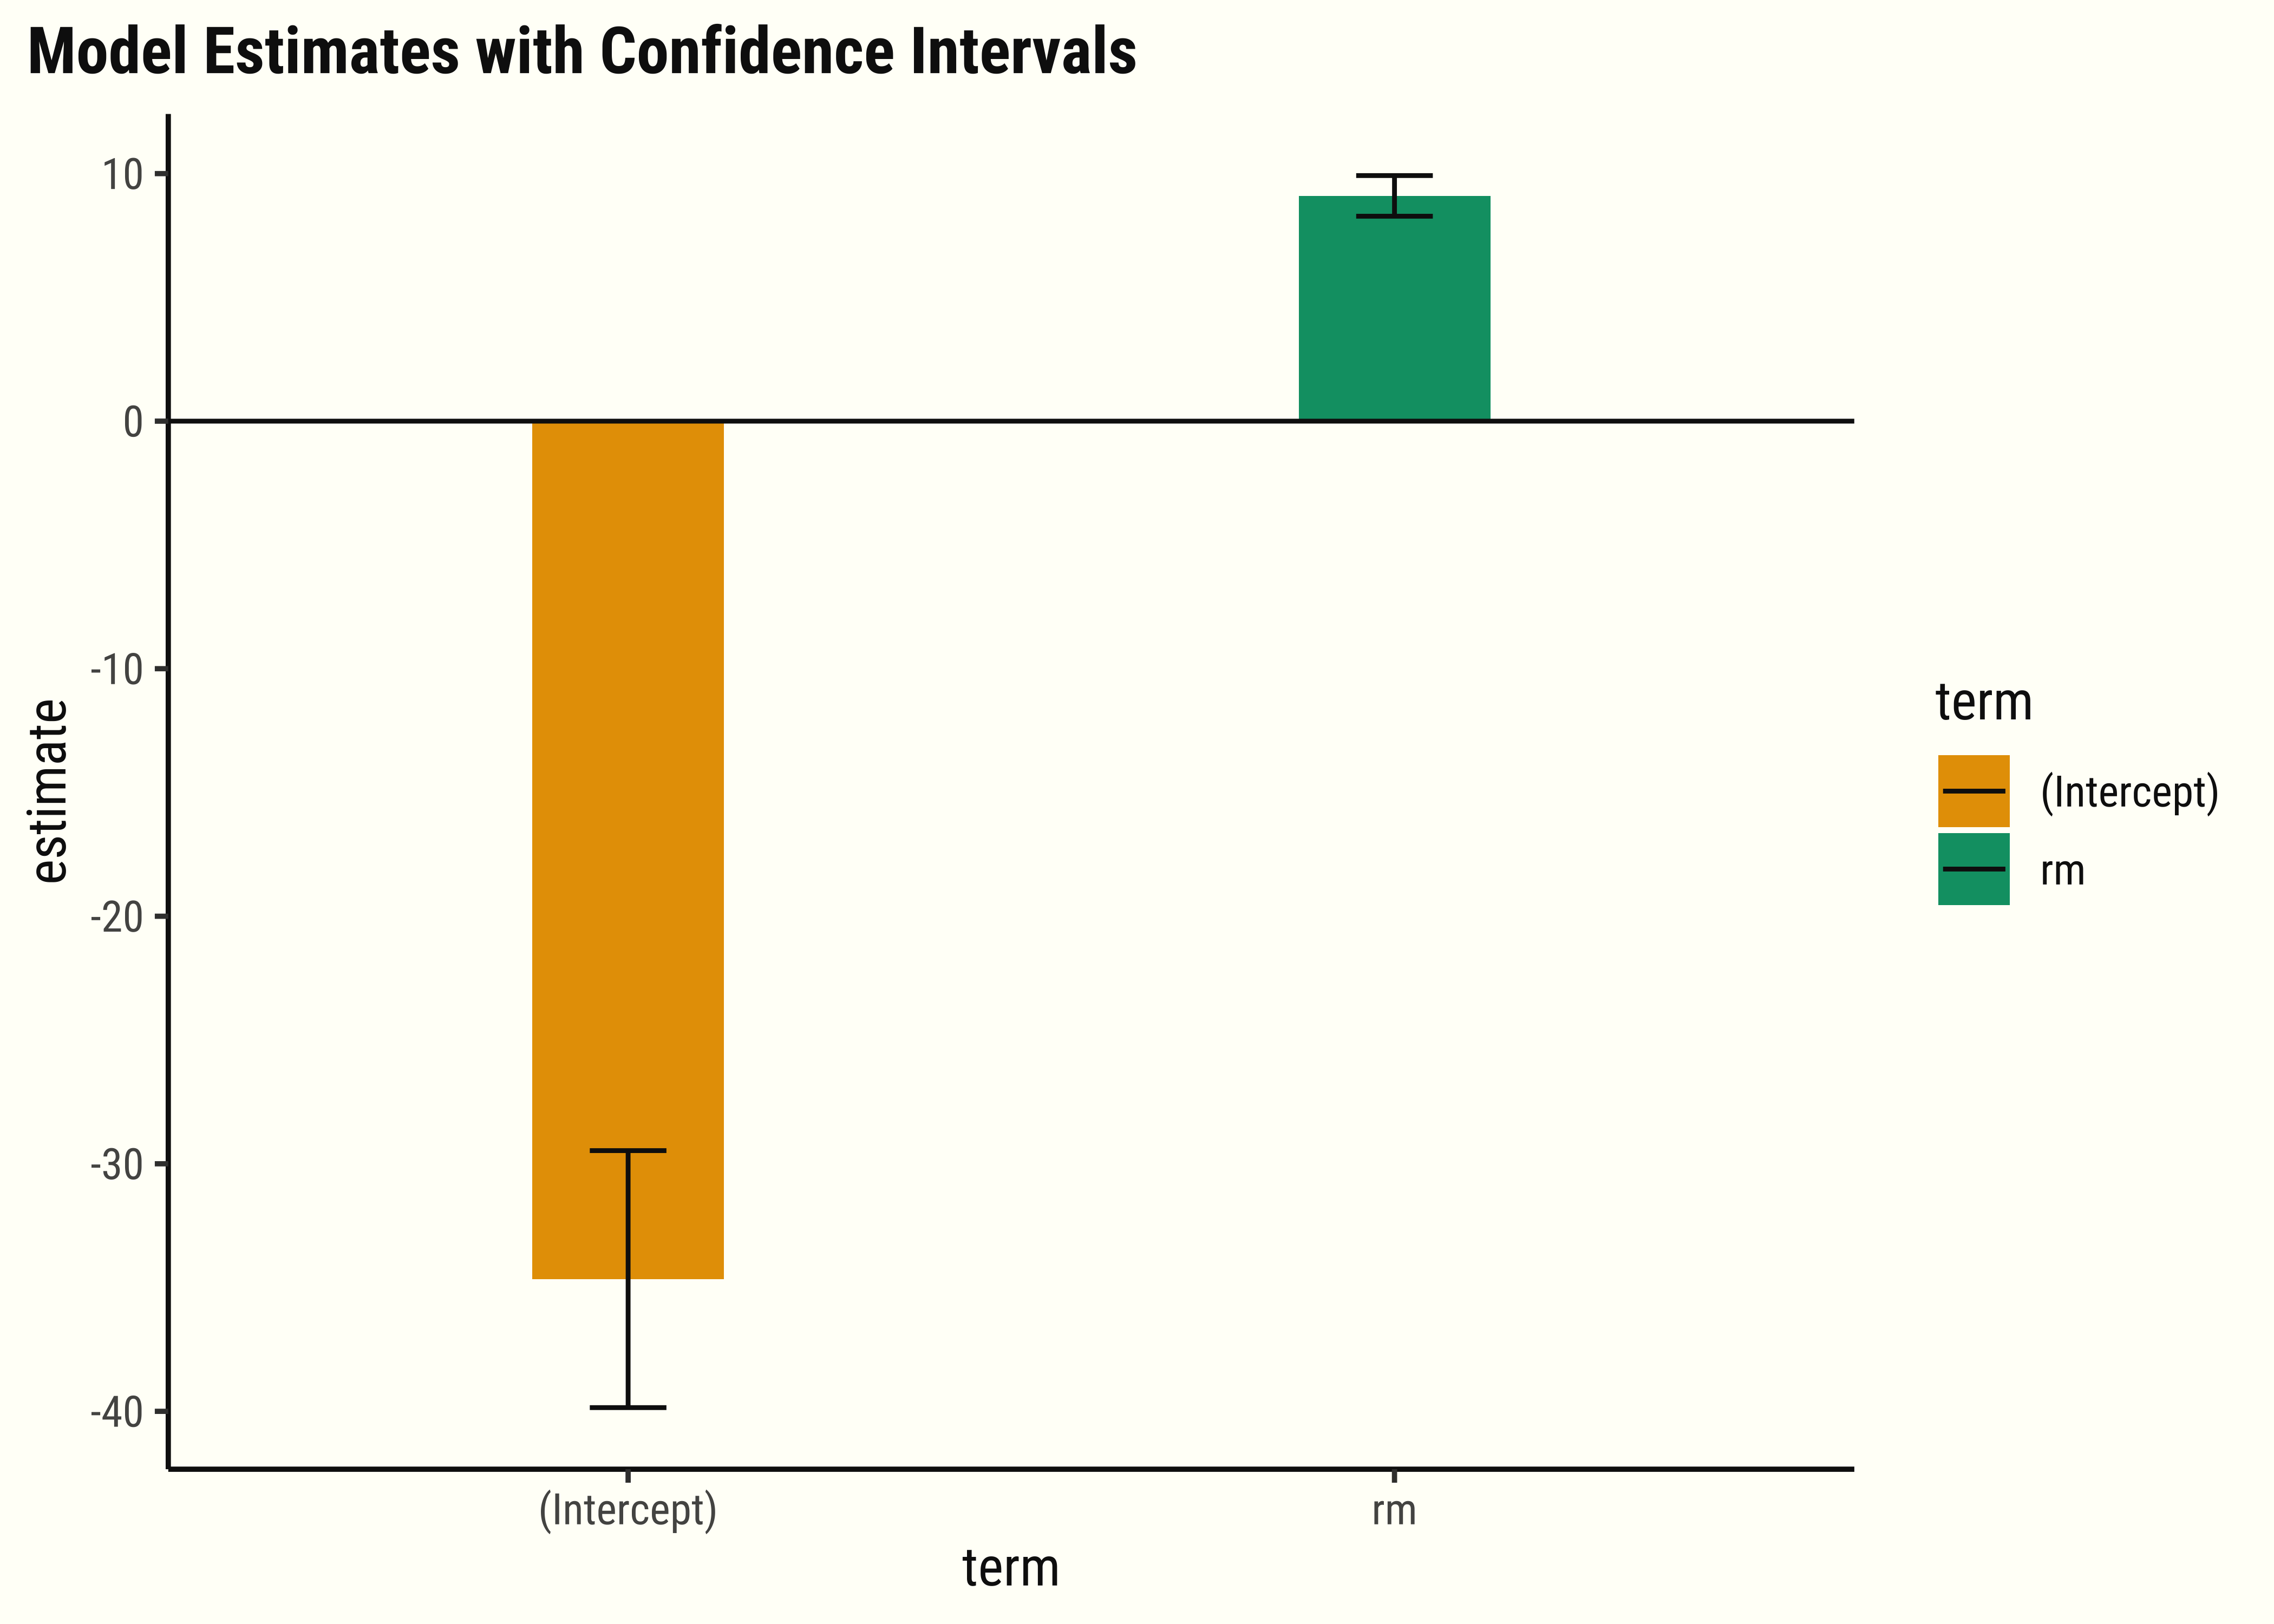 Model Estimates with Confidence Intervals
10
0
-10
-20
-30
-40
estimate
(Intercept)
rm
term
term
(Intercept)
rm